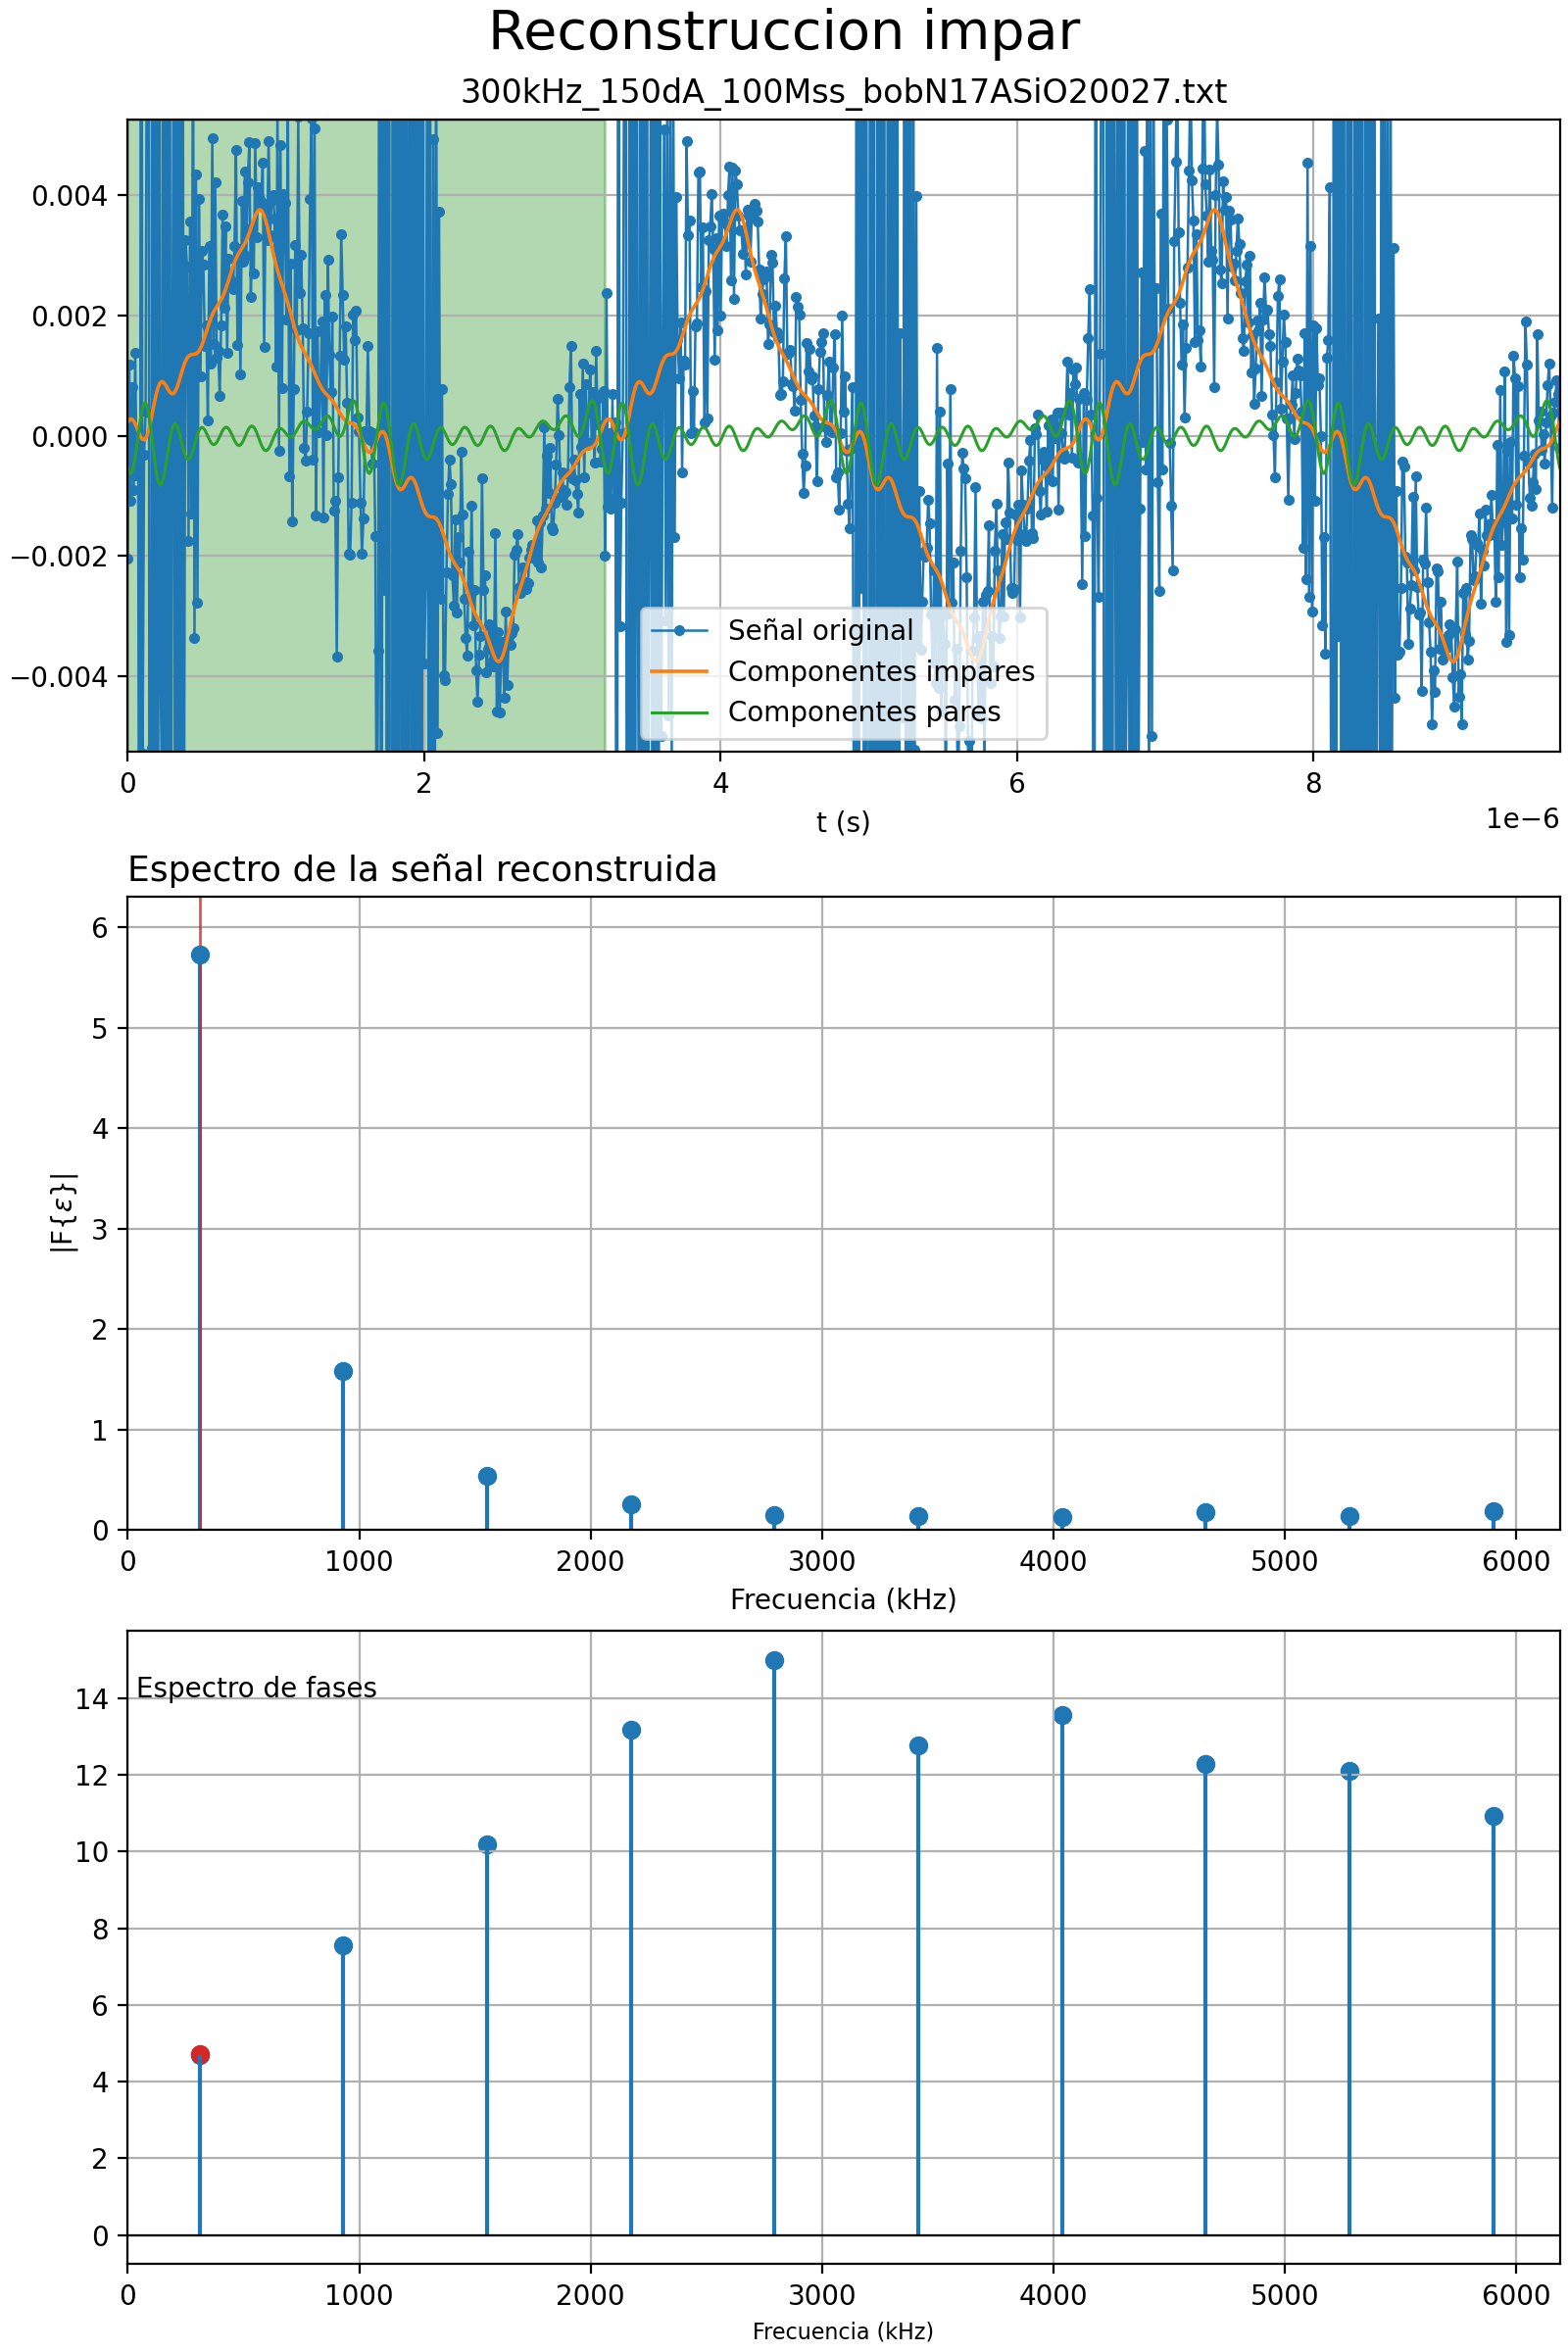 Reconstruccion impar
300kHz_150dA_100Mss_bobN17ASiO20027.txt
0.004
0.002
0.000
−0.002
−0.004
Señal original
Componentes impares
Componentes pares
0 2 4 6 8
t (s)
1e−6
Espectro de la señal reconstruida
6
5
4
3
2
1
0
|F{ε}|
0 1000 2000 3000 4000 5000 6000
Frecuencia (kHz)
Espectro de fases
14
12
10
8
6
4
2
0
0 1000 2000 3000 4000 5000 6000
Frecuencia (kHz)